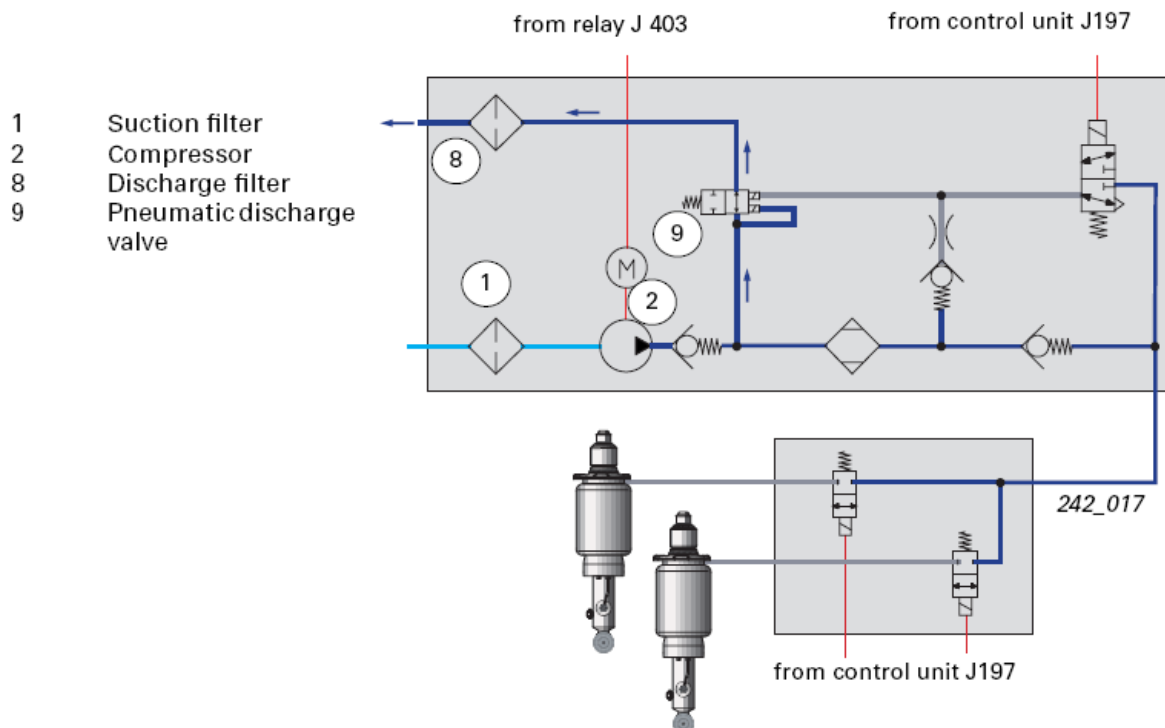 from relay J 403
from control unit J197
1 Suction filter
2 Compressor
8 Discharge filter
9 Pneumatic discharge
valve
8
9
1
M
2
242_017
from control unit J197